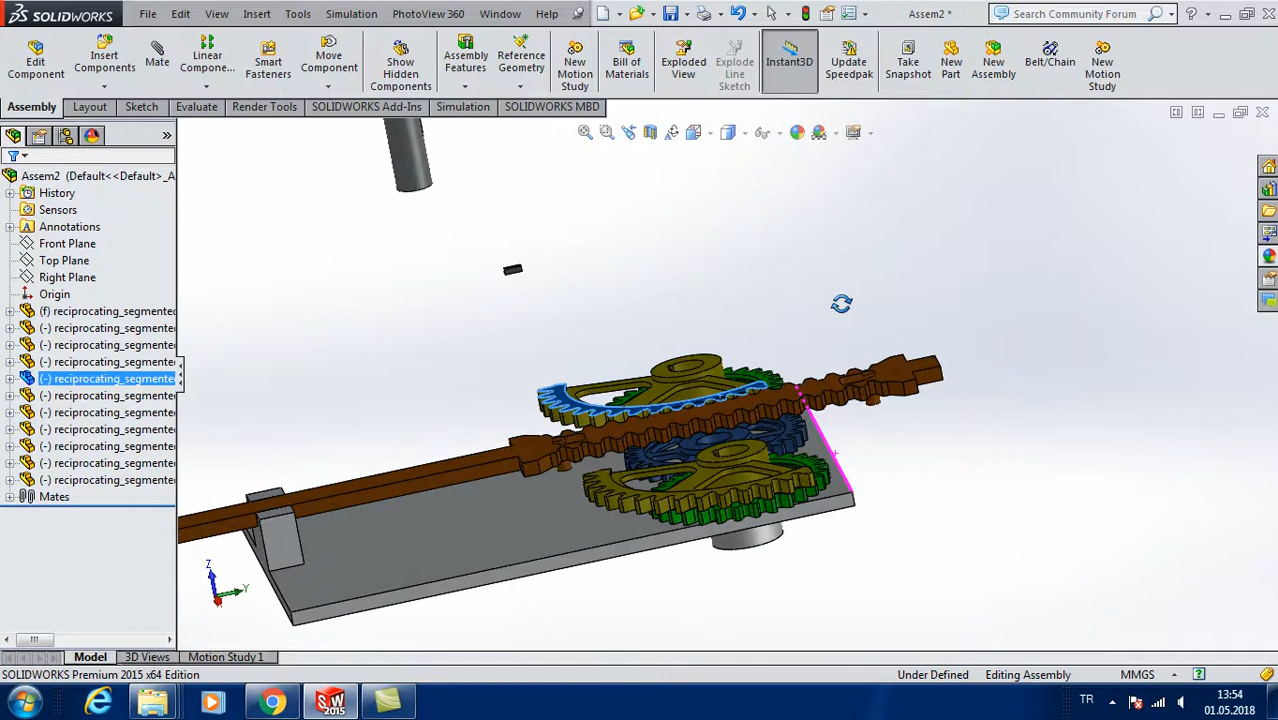 SOLIDWORKS
File Edit View Insert Tools Simulation PhotoView 360 Window Help
Assem2 *
Search Community Forum
Edit Component
Insert Components
Mate
Linear Compone...
Smart Fasteners
Move Component
Show Hidden Components
Assembly Features
Reference Geometry
New Motion Study
Bill of Materials
Exploded View
Explode Line Sketch
Instant3D
Update Speedpak
Take Snapshot
New Part
New Assembly
Belt/Chain
New Motion Study
Assembly Layout Sketch Evaluate Render Tools SOLIDWORKS Add-Ins Simulation SOLIDWORKS MBD
Assem2 (Default<<Default>_A
History
Sensors
Annotations
Front Plane
Top Plane
Right Plane
Origin
(f) reciprocating_segmented
(-) reciprocating_segmente
(-) reciprocating_segmente
(-) reciprocating_segmente
(-) reciprocating_segmente
(-) reciprocating_segmente
(-) reciprocating_segmente
(-) reciprocating_segmente
(-) reciprocating_segmente
(-) reciprocating_segmente
(-) reciprocating_segmente
Mates
Z
Y
Model 3D Views Motion Study 1
SOLIDWORKS Premium 2015 x64 Edition
Under Defined Editing Assembly MMGS
TR
13:54
01.05.2018